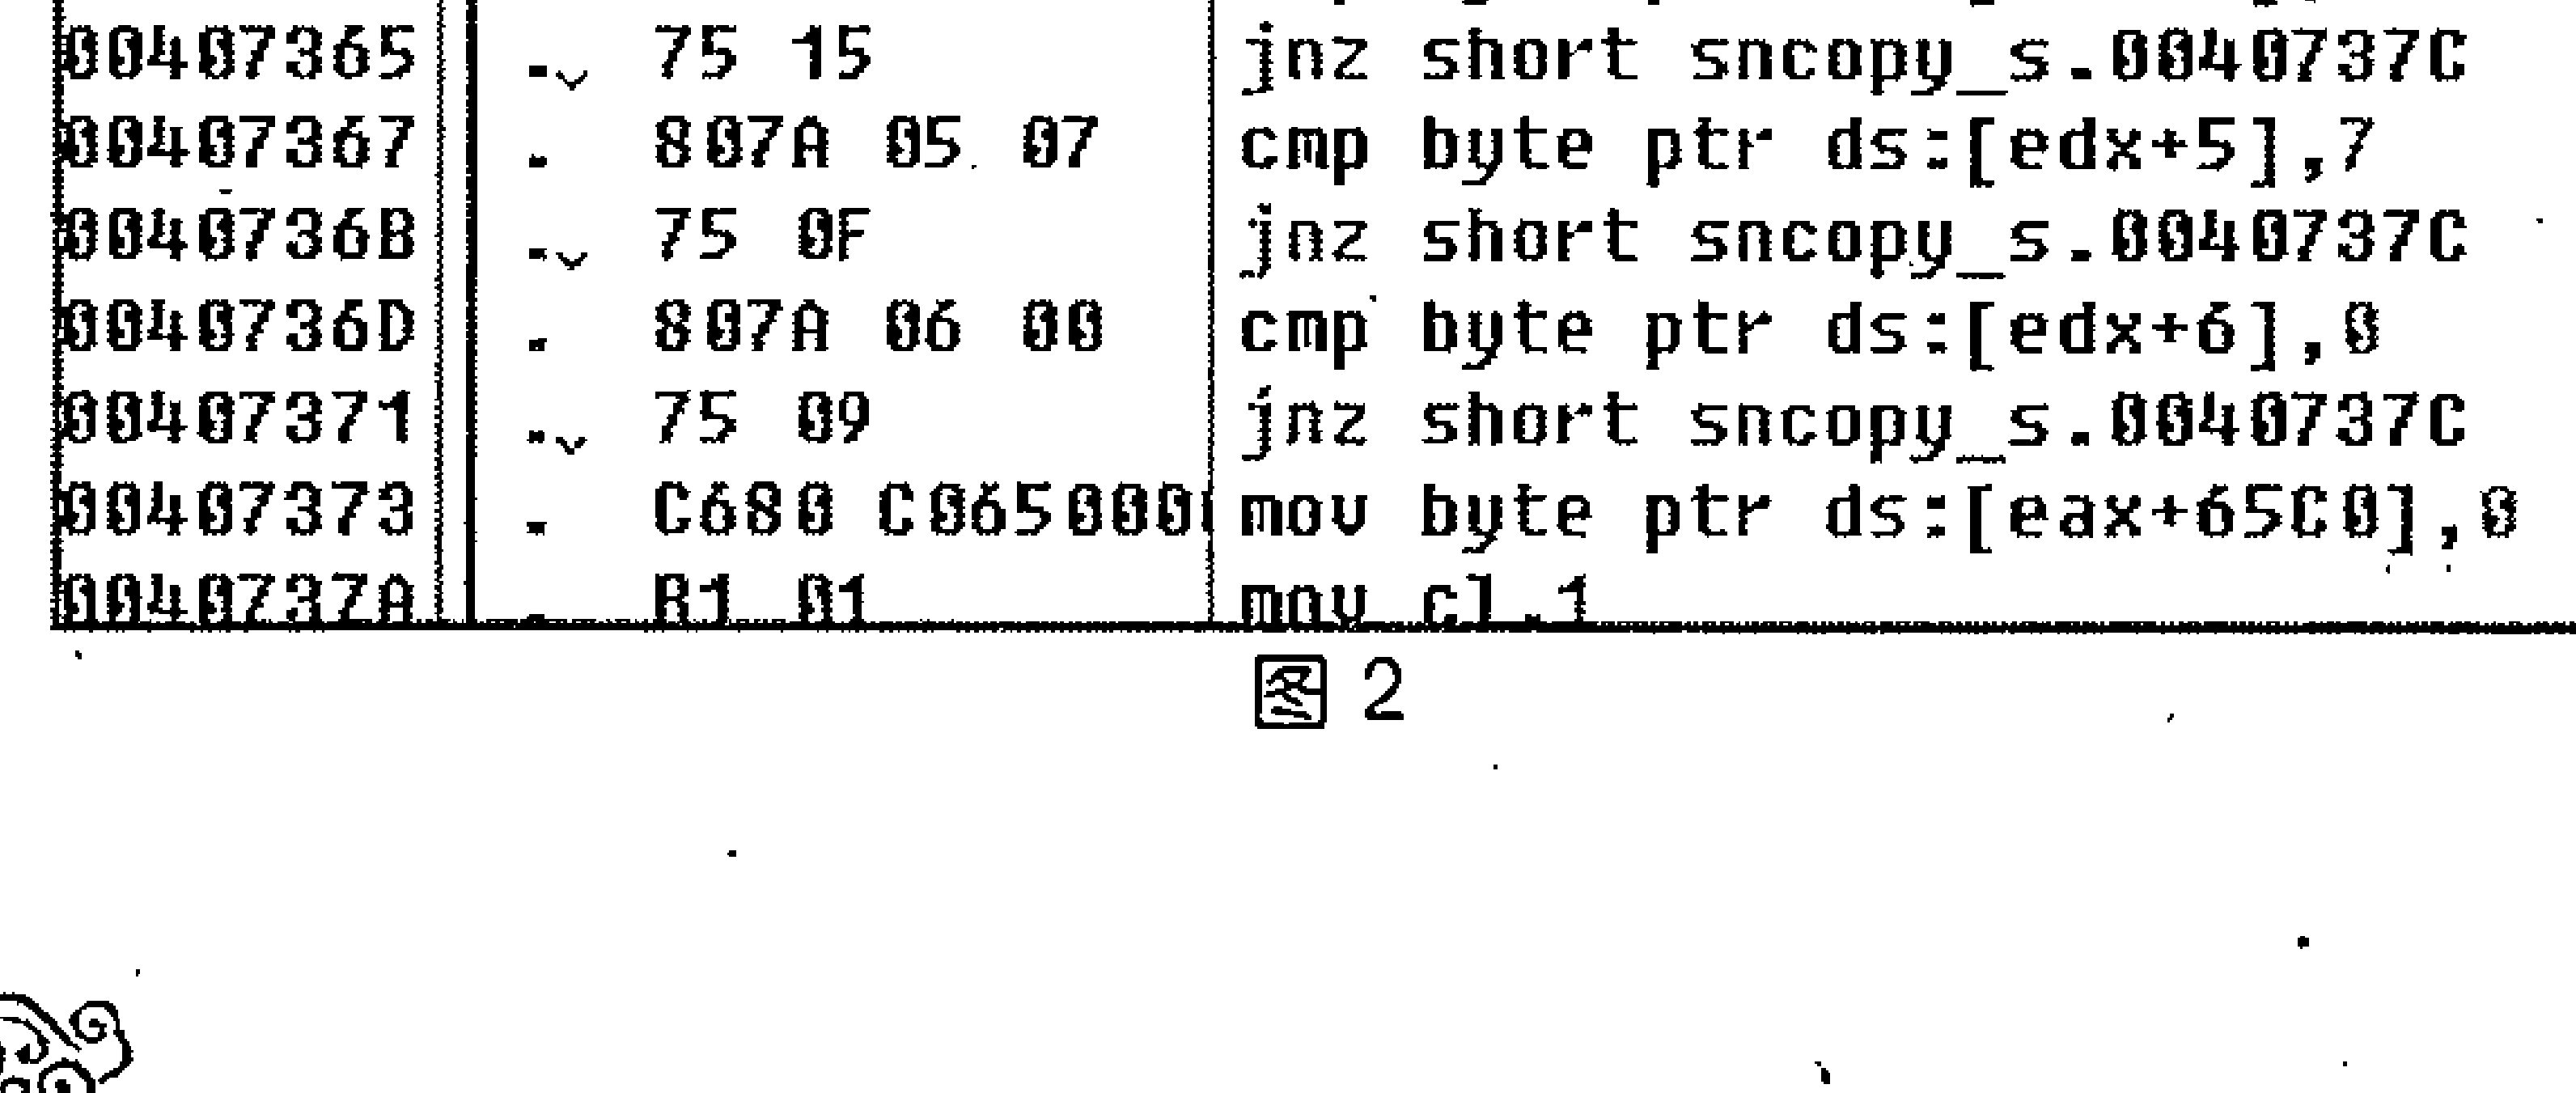 00407365 .⌄ 75 15 jnz short sncopy_s.0040737C
00407367 . 807A 05 07 cmp byte ptr ds:[edx+5],7
0040736B .⌄ 75 0F jnz short sncopy_s.0040737C
0040736D . 807A 06 00 cmp byte ptr ds:[edx+6],0
00407371 .⌄ 75 09 jnz short sncopy_s.0040737C
00407373 . C680 C065000 mov byte ptr ds:[eax+65C0],0
0040737A . B1 01 mov cl,1
图 2